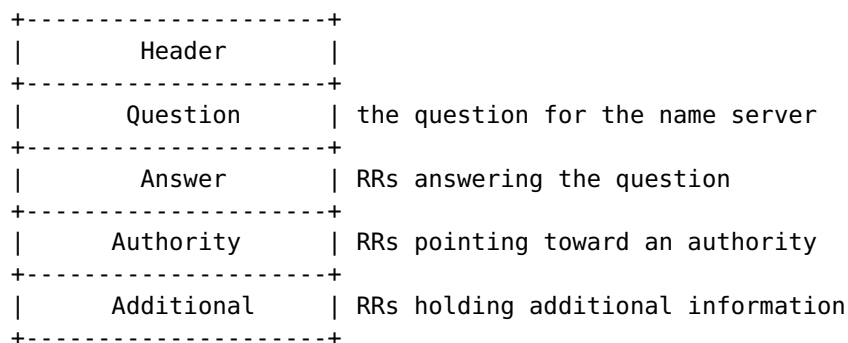 +---------------------+
|        Header       |
+---------------------+
|       Question      | the question for the name server
+---------------------+
|        Answer       | RRs answering the question
+---------------------+
|      Authority      | RRs pointing toward an authority
+---------------------+
|      Additional     | RRs holding additional information
+---------------------+